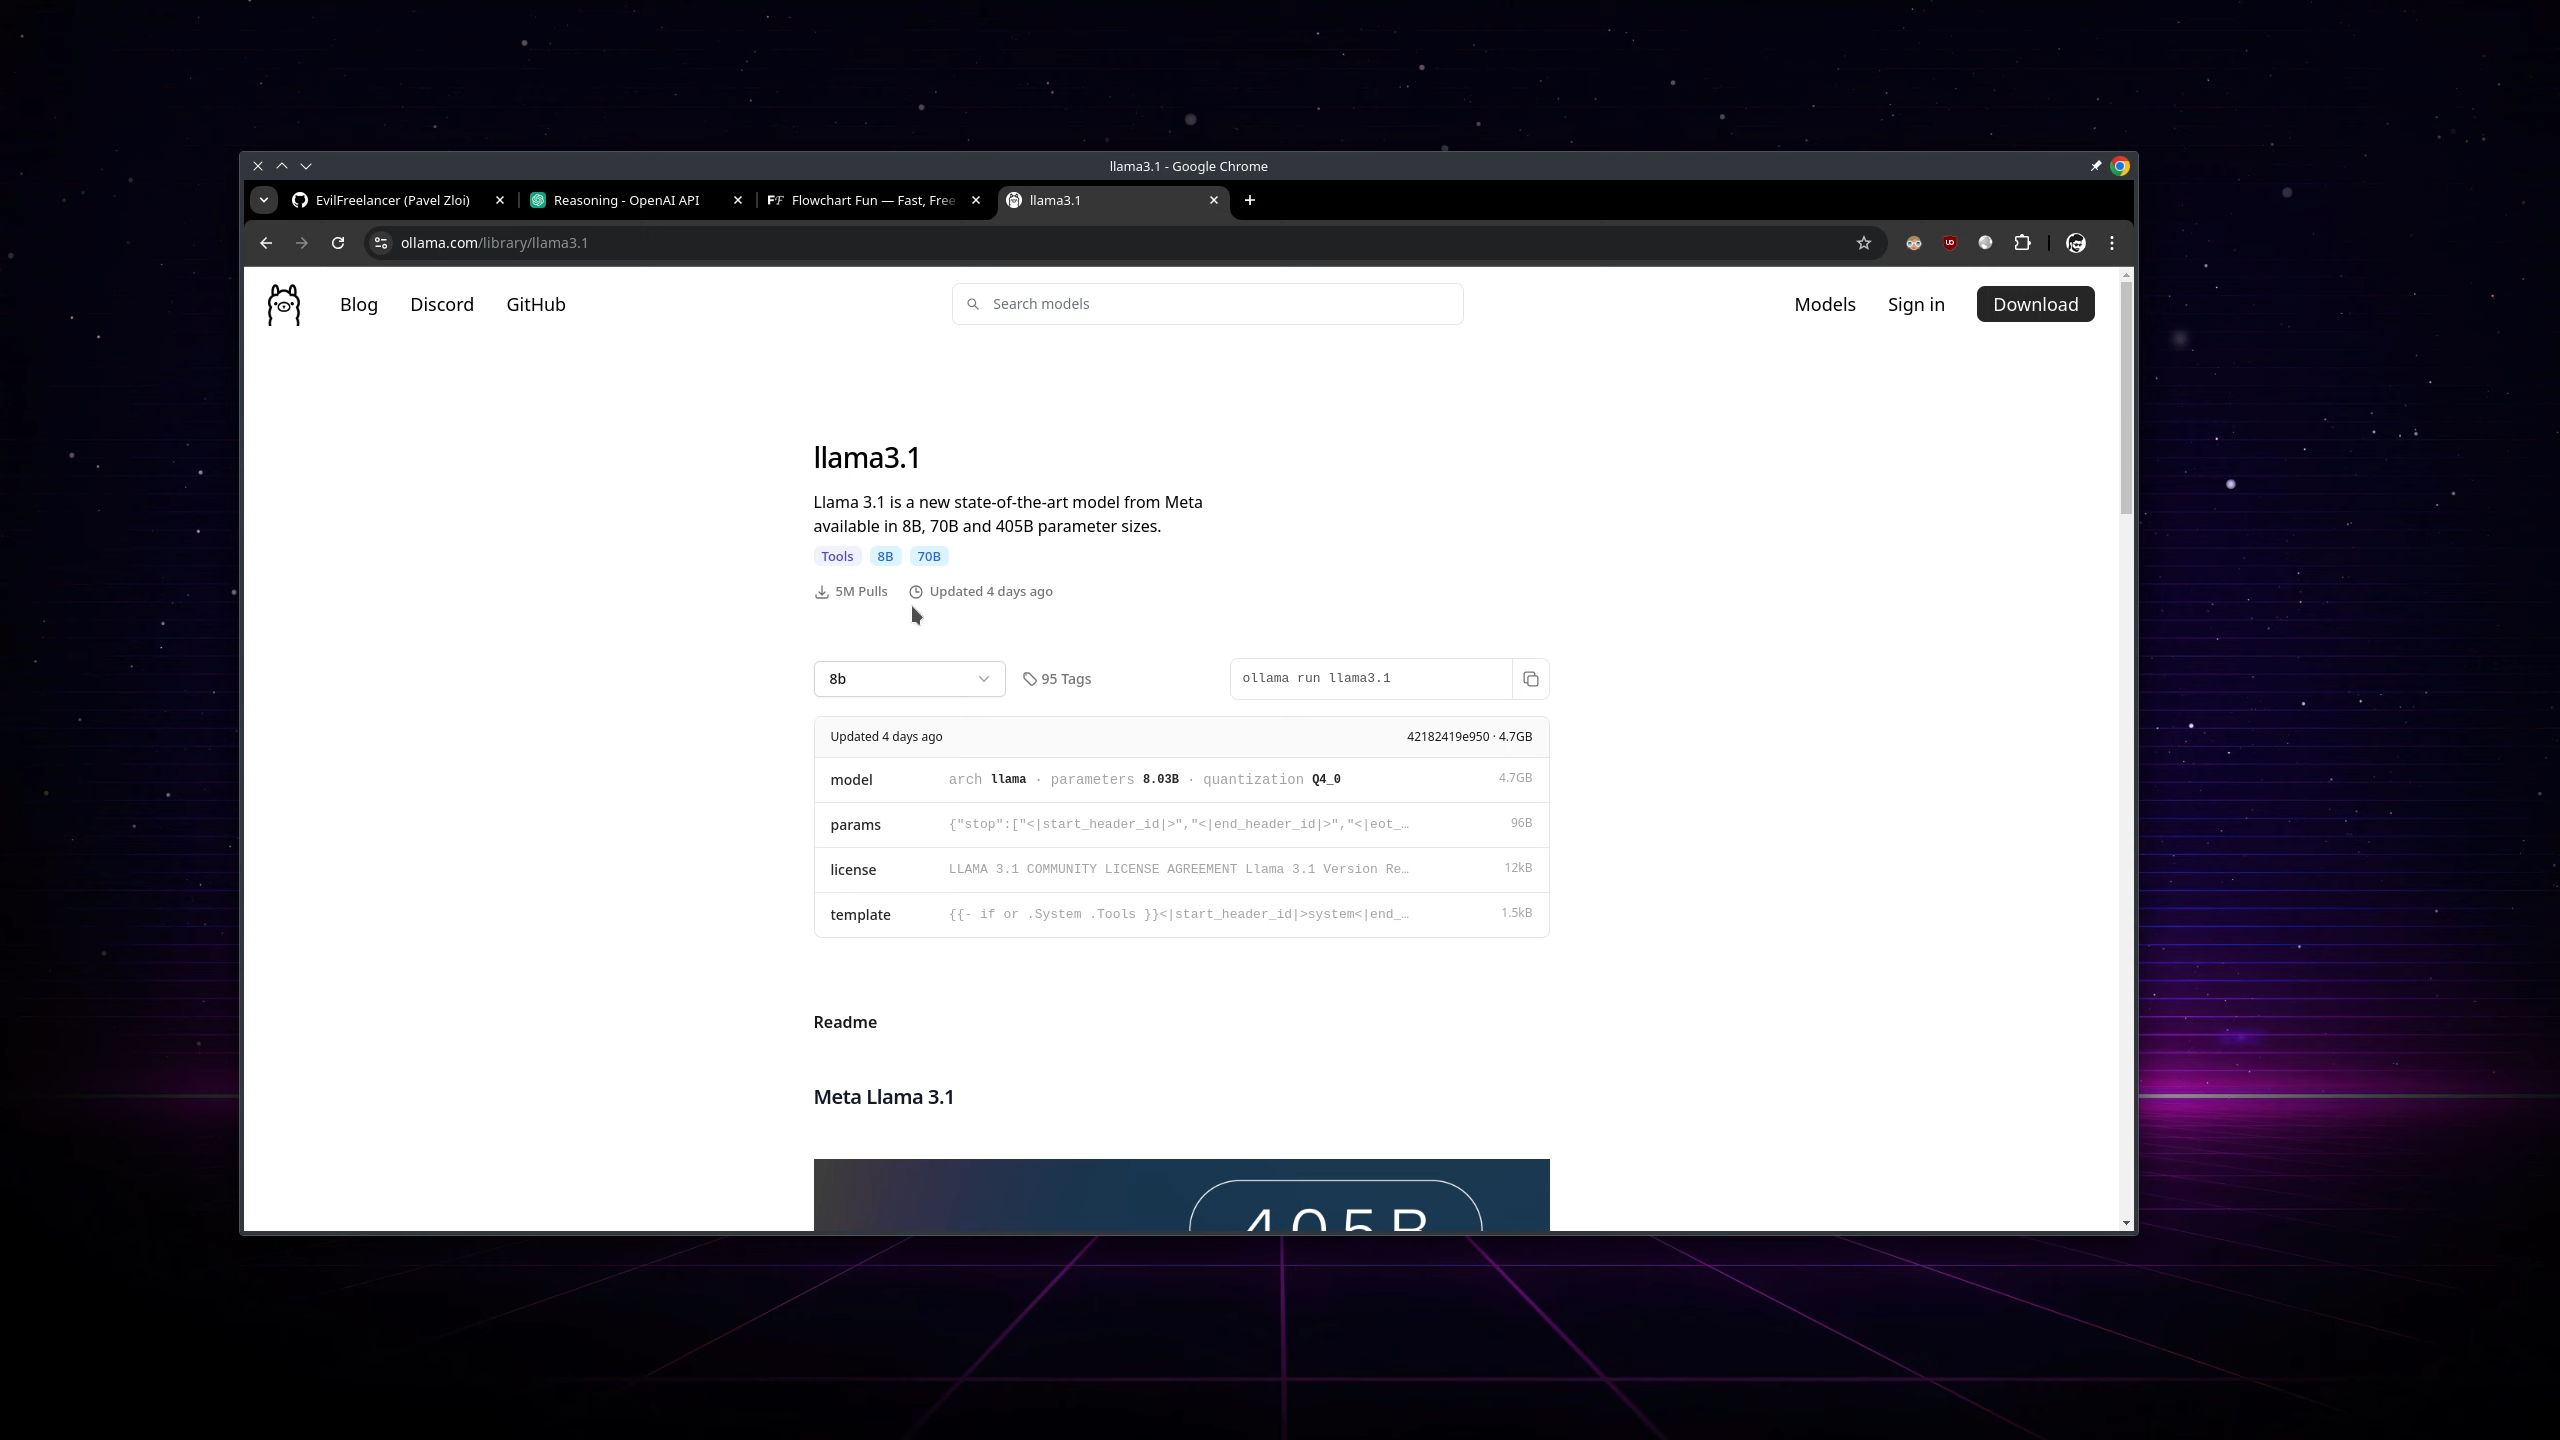 llama3.1 - Google Chrome
EvilFreelancer (Pavel Zloi)
Reasoning - OpenAI API
Flowchart Fun — Fast, Free
llama3.1
ollama.com/library/llama3.1
Blog Discord GitHub
Search models
Models Sign in Download
llama3.1
Llama 3.1 is a new state-of-the-art model from Meta
available in 8B, 70B and 405B parameter sizes.
Tools 8B 70B
5M Pulls Updated 4 days ago
8b 95 Tags ollama run llama3.1
Updated 4 days ago 42182419e950 · 4.7GB
model arch llama · parameters 8.03B · quantization Q4_0 4.7GB
params {"stop":["<|start_header_id|>","<|end_header_id|>","<|eot_… 96B
license LLAMA 3.1 COMMUNITY LICENSE AGREEMENT Llama 3.1 Version Re… 12kB
template {{- if or .System .Tools }}<|start_header_id|>system<|end_… 1.5kB
Readme
Meta Llama 3.1
405B